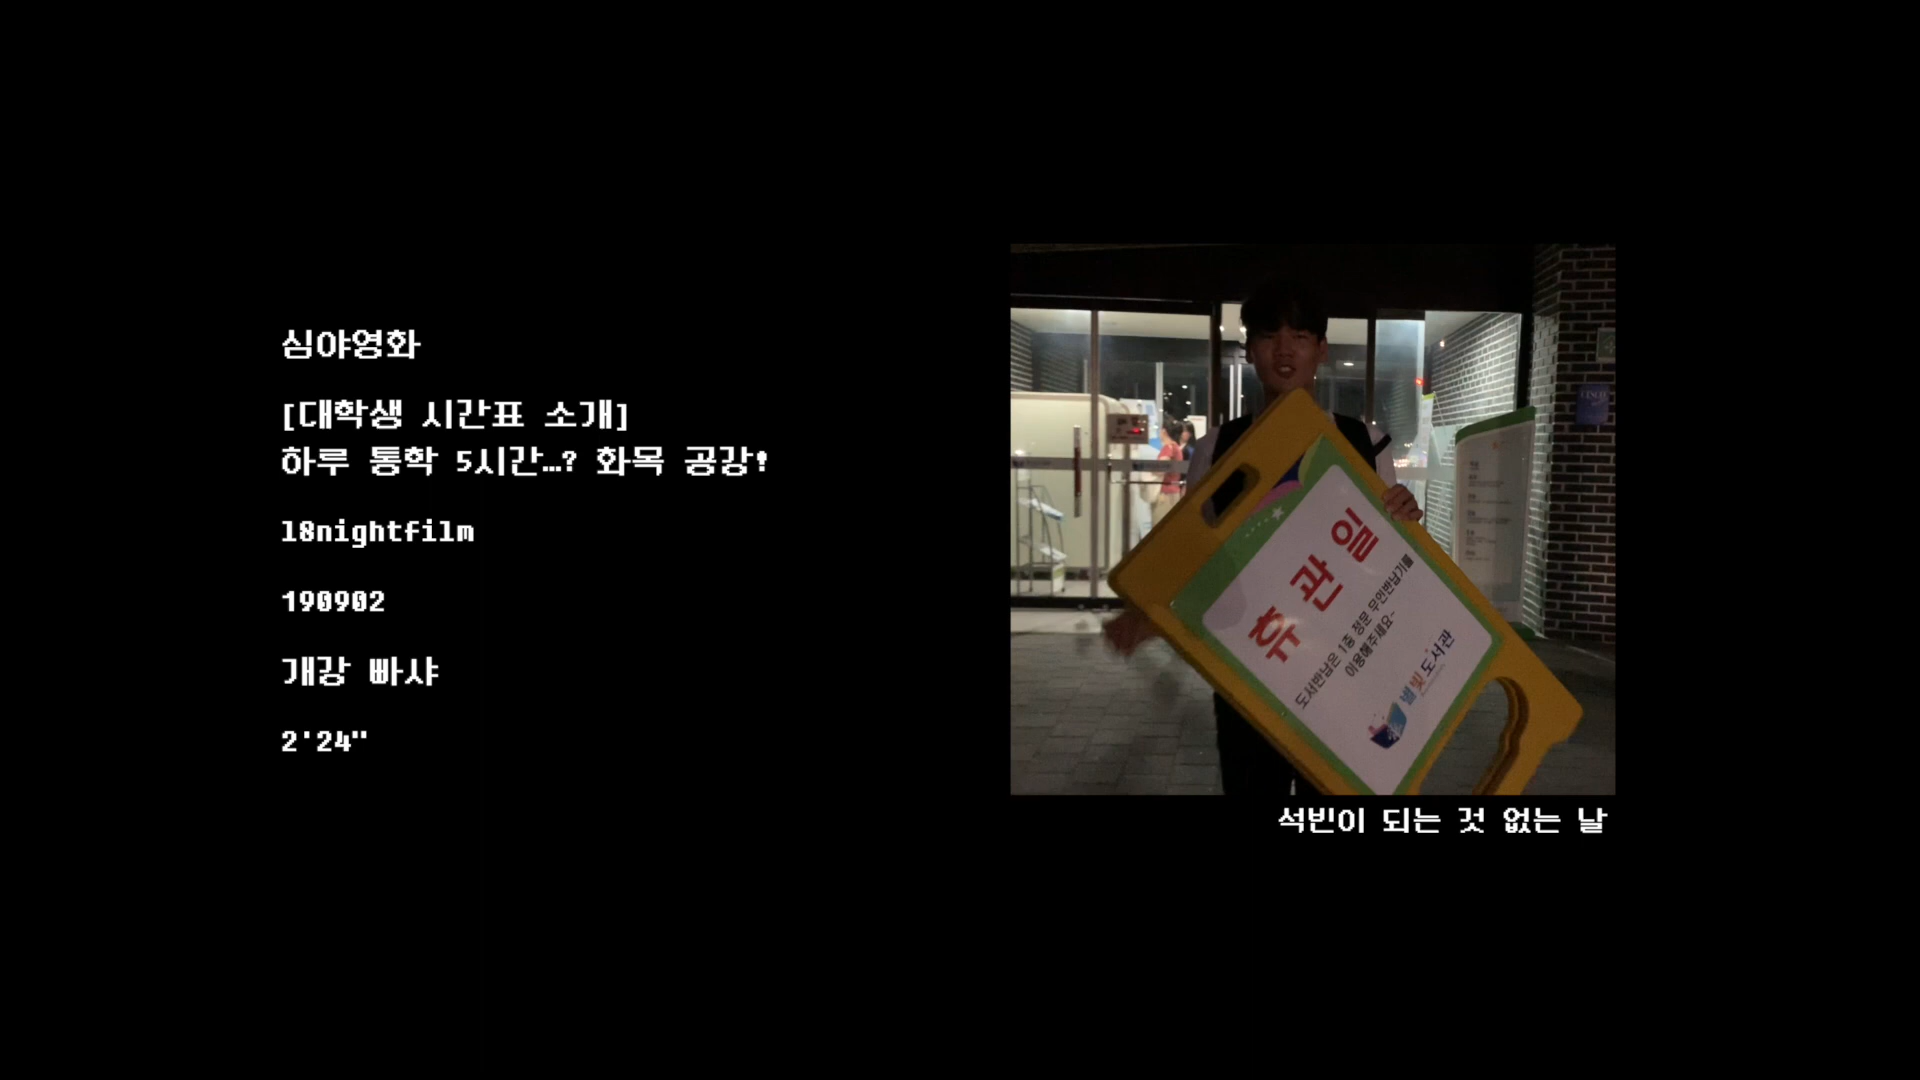 심야영화
[대학생 시간표 소개]
하루 통학 5시간…? 화목 공강!
18nightfilm
190902
개강 빠샤
2'24"
휴관일
도서반납은 1층 정문 무인반납기를
이용해주세요~
별빛도서관
석빈이 되는 것 없는 날